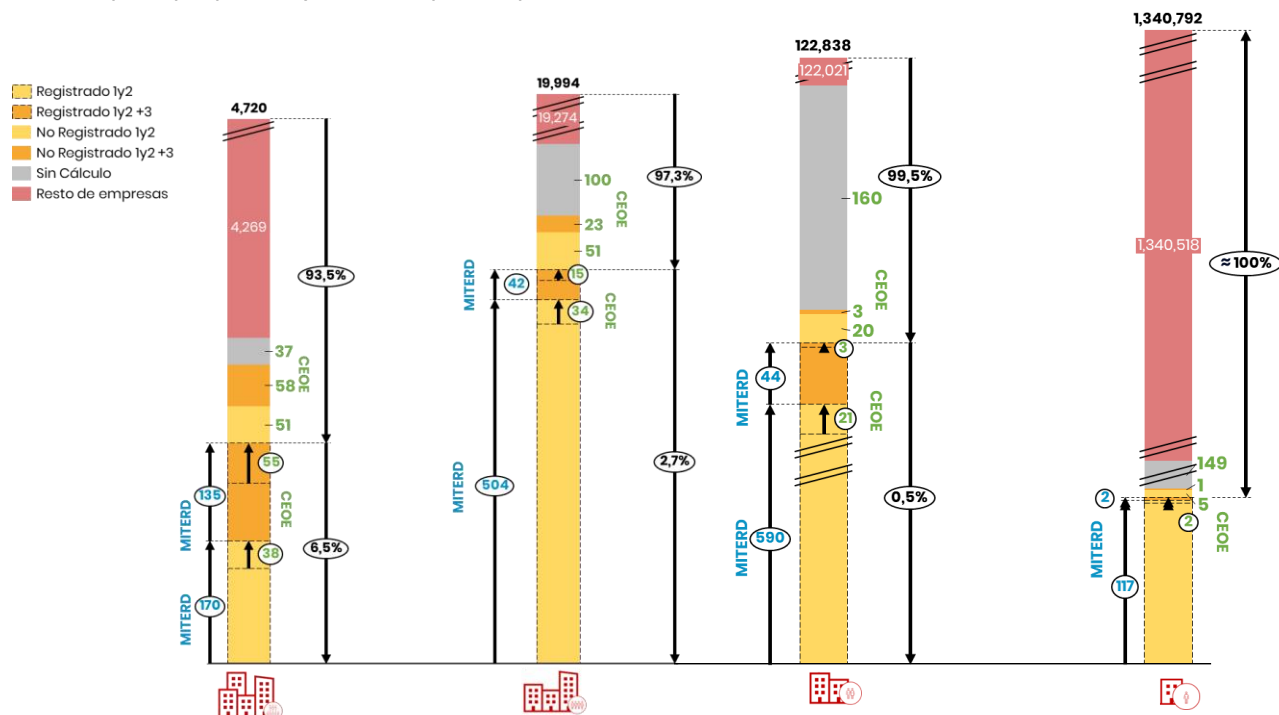 Registrado 1y2
Registrado 1y2 +3
No Registrado 1y2
No Registrado 1y2 +3
Sin Cálculo
Resto de empresas
4,720
4,269
93,5%
37
58
51
CEOE
55
135
MITERD
CEOE
38
6,5%
170
MITERD
19,994
19,274
97,3%
100
CEOE
23
51
15
42
MITERD
34
CEOE
504
MITERD
2,7%
122,838
122,021
99,5%
160
CEOE
3
20
3
44
MITERD
21
CEOE
0,5%
590
MITERD
1,340,792
1,340,518
≈100%
149
1
5
2
2
CEOE
117
MITERD